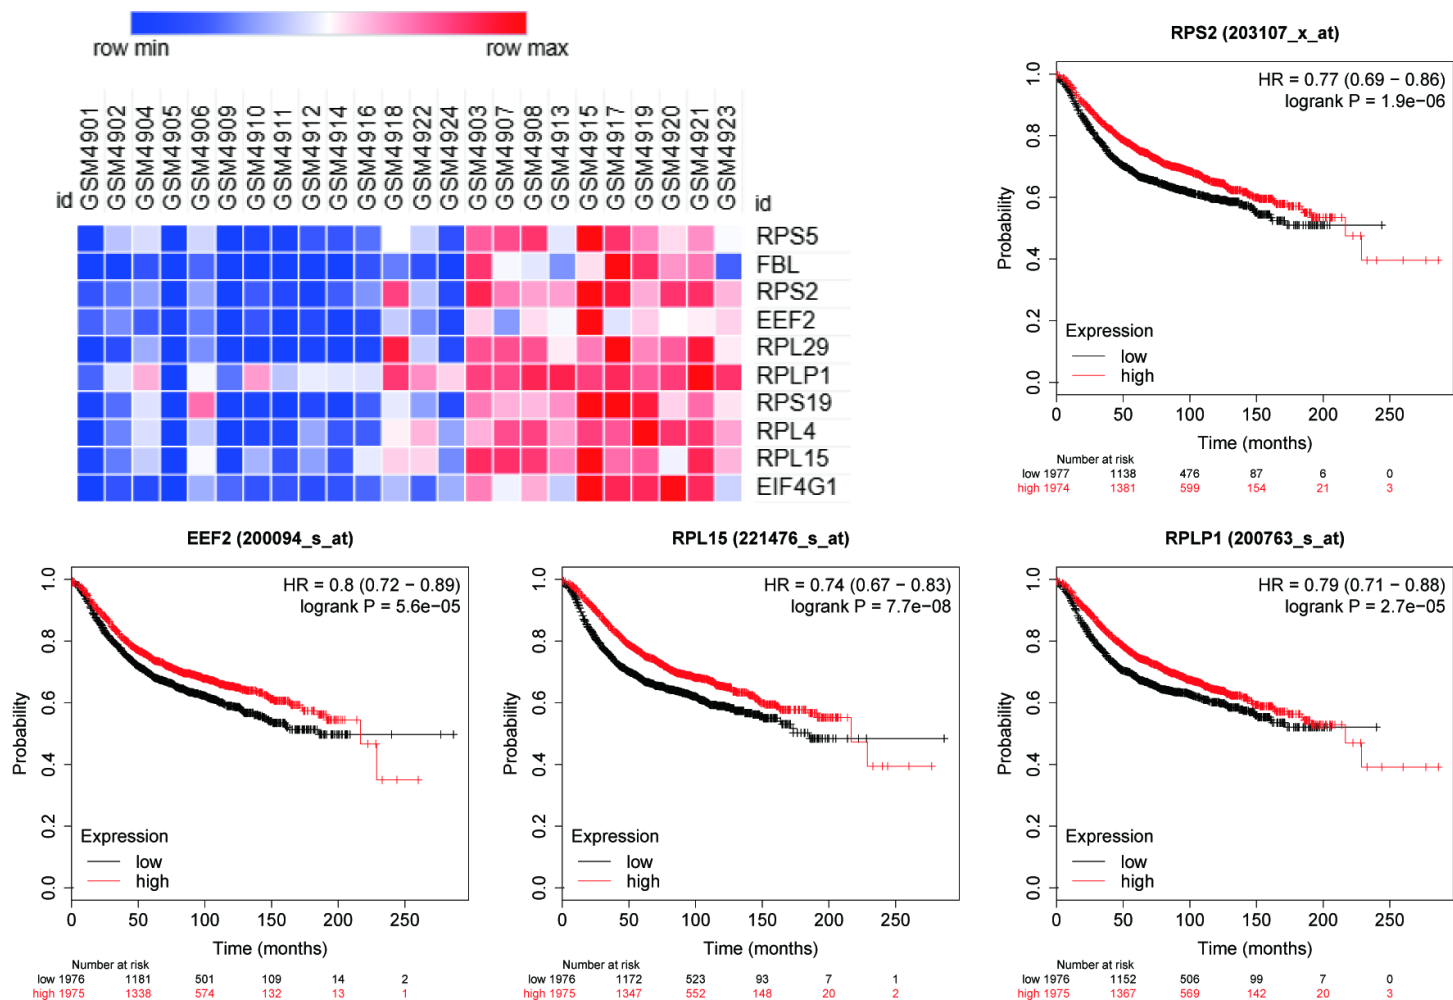 row min row max
id GSM4901 GSM4902 GSM4904 GSM4905 GSM4906 GSM4909 GSM4910 GSM4911 GSM4912 GSM4914 GSM4916 GSM4918 GSM4922 GSM4924 GSM4903 GSM4907 GSM4908 GSM4913 GSM4915 GSM4917 GSM4919 GSM4920 GSM4921 GSM4923 id
RPS5
FBL
RPS2
EEF2
RPL29
RPLP1
RPS19
RPL4
RPL15
EIF4G1
RPS2 (203107_x_at)
HR = 0.77 (0.69 − 0.86)
logrank P = 1.9e−06
Probability
0.0 0.2 0.4 0.6 0.8 1.0
Expression
low
high
0 50 100 150 200 250
Time (months)
Number at risk
low 1977 1138 476 87 6 0
high 1974 1381 599 154 21 3
EEF2 (200094_s_at)
HR = 0.8 (0.72 − 0.89)
logrank P = 5.6e−05
Probability
0.0 0.2 0.4 0.6 0.8 1.0
Expression
low
high
0 50 100 150 200 250
Time (months)
Number at risk
low 1976 1181 501 109 14 2
high 1975 1338 574 132 13 1
RPL15 (221476_s_at)
HR = 0.74 (0.67 − 0.83)
logrank P = 7.7e−08
Probability
0.0 0.2 0.4 0.6 0.8 1.0
Expression
low
high
0 50 100 150 200 250
Time (months)
Number at risk
low 1976 1172 523 93 7 1
high 1975 1347 552 148 20 2
RPLP1 (200763_s_at)
HR = 0.79 (0.71 − 0.88)
logrank P = 2.7e−05
Probability
0.0 0.2 0.4 0.6 0.8 1.0
Expression
low
high
0 50 100 150 200 250
Time (months)
Number at risk
low 1976 1152 506 99 7 0
high 1975 1367 569 142 20 3